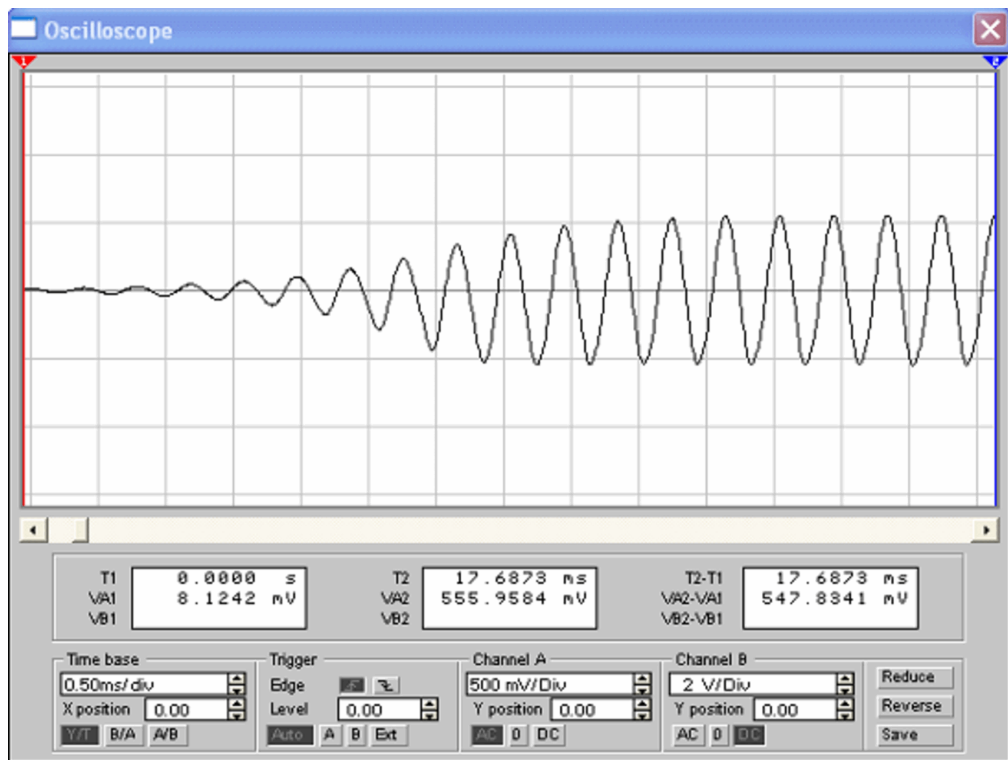 Oscilloscope
1 2
T1 0.0000 s T2 17.6873 ms T2-T1 17.6873 ms
VA1 8.1242 mV VA2 555.9584 mV VA2-VA1 547.8341 mV
VB1 VB2 VB2-VB1
Time base Trigger Channel A Channel B
0.50ms/div Edge 500 mV/Div 2 V/Div Reduce
X position 0.00 Level 0.00 Y position 0.00 Y position 0.00 Reverse
Y/T B/A A/B Auto A B Ext AC 0 DC AC 0 DC Save